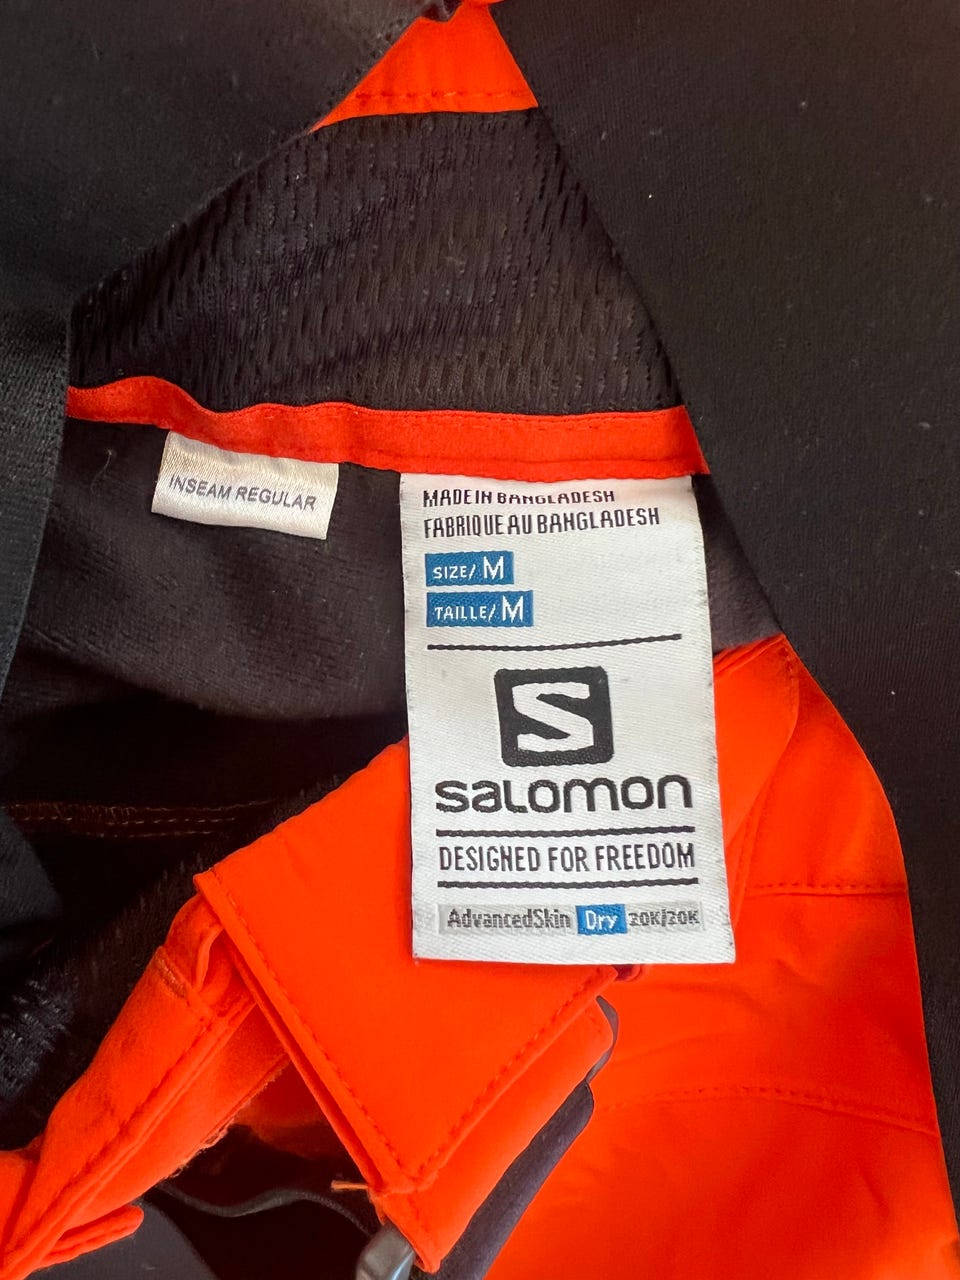 INSEAM REGULAR
MADE IN BANGLADESH
FABRIQUE AU BANGLADESH
SIZE/ M
TAILLE/ M
S
SALOMON
DESIGNED FOR FREEDOM
AdvancedSkin Dry 20K/20K